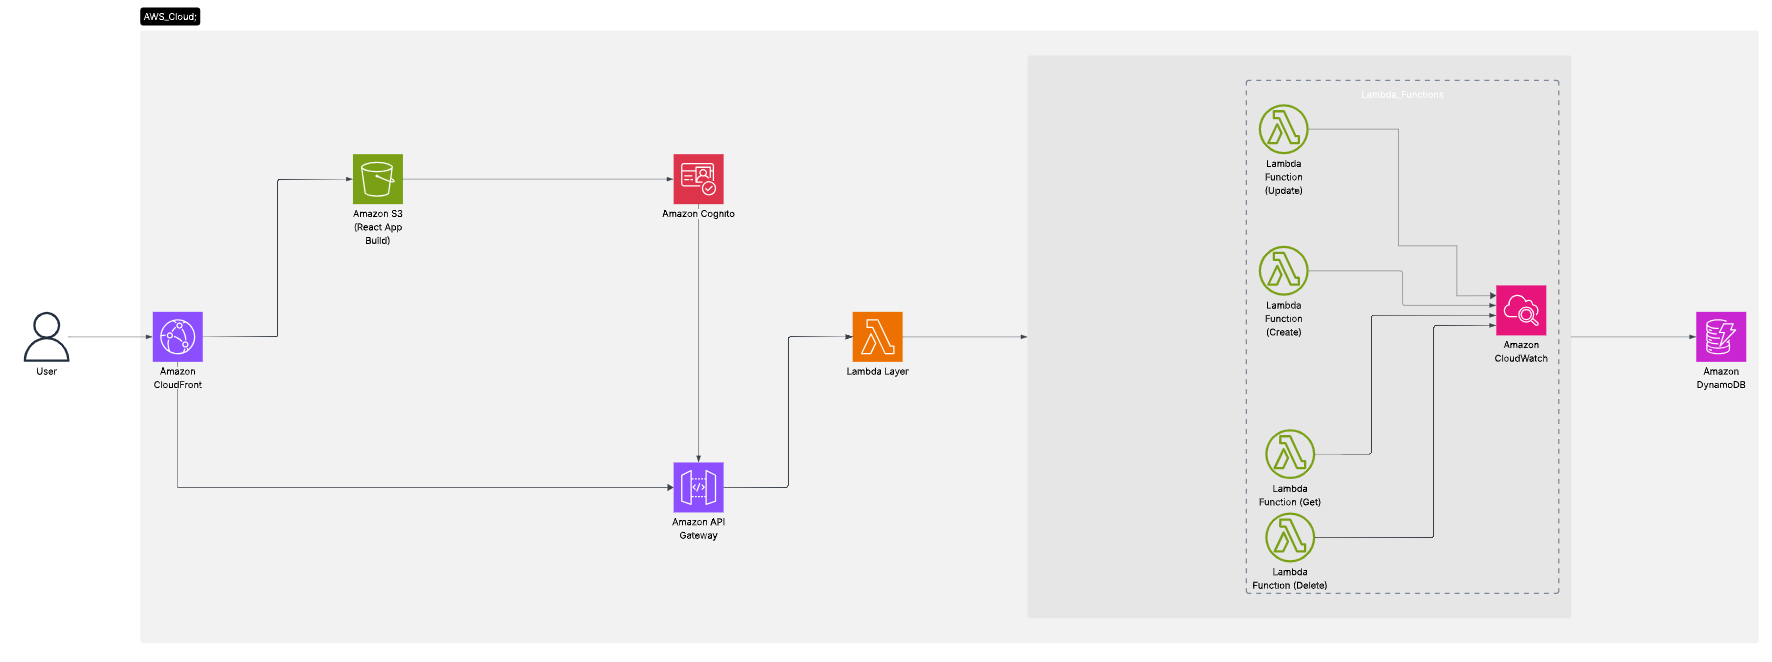 AWS_Cloud;
Lambda_Functions
Lambda
Function
(Update)
Amazon S3
(React App
Build)
Amazon Cognito
Lambda
Function
(Create)
User
Amazon
CloudFront
Lambda Layer
Amazon
CloudWatch
Amazon
DynamoDB
Lambda
Function (Get)
Amazon API
Gateway
Lambda
Function (Delete)